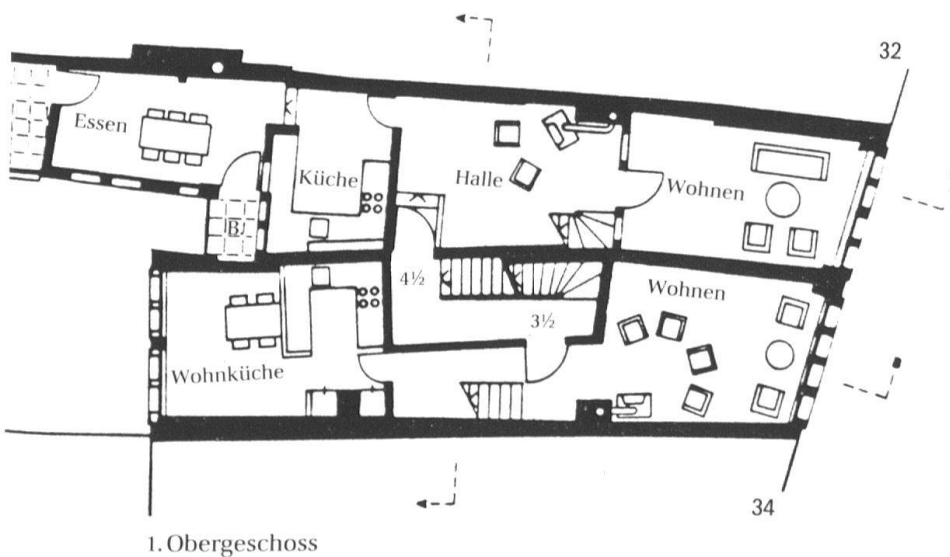 32
Essen
Küche
Halle
Wohnen
B
4½
Wohnen
3½
Wohnküche
34
1. Obergeschoss